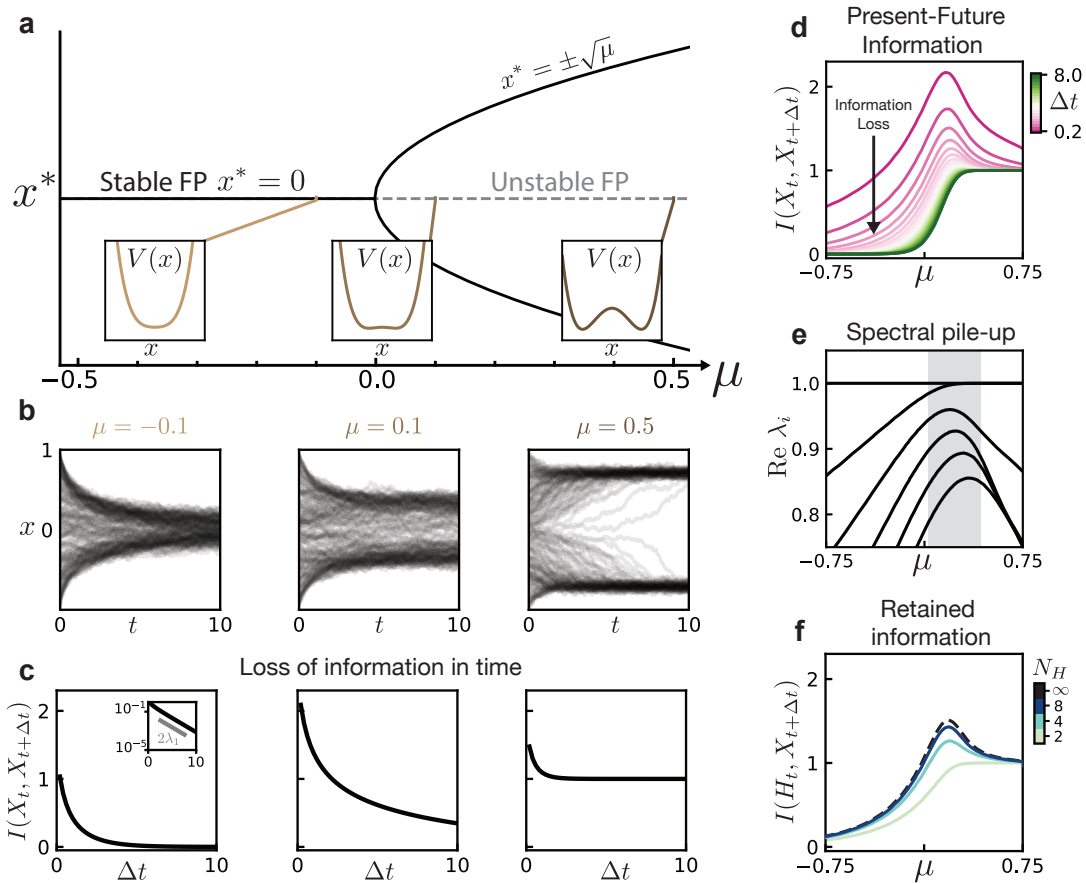 a
x* = ±√μ
x*
Stable FP x* = 0
Unstable FP
V(x)
V(x)
V(x)
x
x
x
−0.5
0.0
0.5
μ
b
μ = −0.1
μ = 0.1
μ = 0.5
1
x
0
0
t
10
0
t
10
0
t
10
c
Loss of information in time
I(X_t, X_{t+Δt})
2
1
0
10⁻¹
10⁻⁵
2λ₁
0
10
0
Δt
10
0
Δt
10
0
Δt
10
d
Present-Future
Information
I(X_t, X_{t+Δt})
2
1
0
Information
Loss
8.0
Δt
0.2
−0.75
μ
0.75
e
Spectral pile-up
Re λ_i
1.0
0.9
0.8
−0.75
μ
0.75
f
Retained
information
I(H_t, X_{t+Δt})
2
1
0
N_H
∞
8
4
2
−0.75
μ
0.75